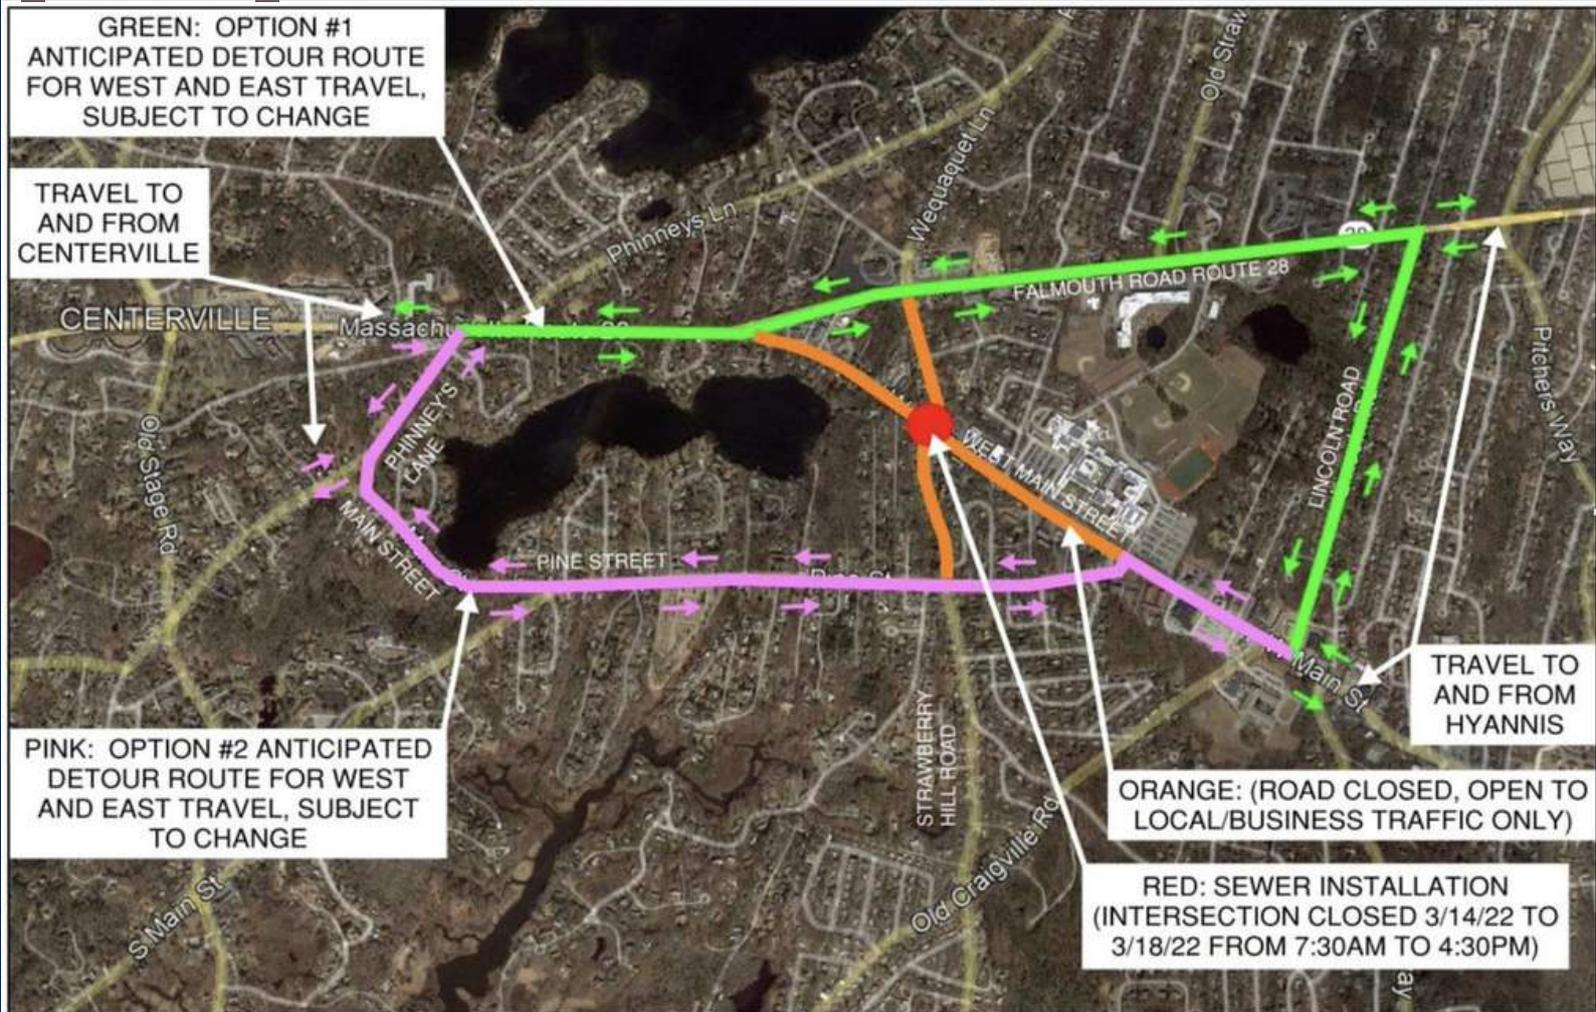 GREEN: OPTION #1
ANTICIPATED DETOUR ROUTE
FOR WEST AND EAST TRAVEL,
SUBJECT TO CHANGE
TRAVEL TO
AND FROM
CENTERVILLE
Old Straw
Wequaquet Ln
Phinneys Ln
CENTERVILLE
28
FALMOUTH ROAD ROUTE 28
Pitchers Way
Old Stage Rd
PHINNEY'S
LANE
LINCOLN ROAD
WEST MAIN STREET
MAIN STREET
PINE STREET
Main St
TRAVEL TO
AND FROM
HYANNIS
STRAWBERRY
HILL ROAD
PINK: OPTION #2 ANTICIPATED
DETOUR ROUTE FOR WEST
AND EAST TRAVEL, SUBJECT
TO CHANGE
ORANGE: (ROAD CLOSED, OPEN TO
LOCAL/BUSINESS TRAFFIC ONLY)
Old Craigville Rd
S Main St
RED: SEWER INSTALLATION
(INTERSECTION CLOSED 3/14/22 TO
3/18/22 FROM 7:30AM TO 4:30PM)